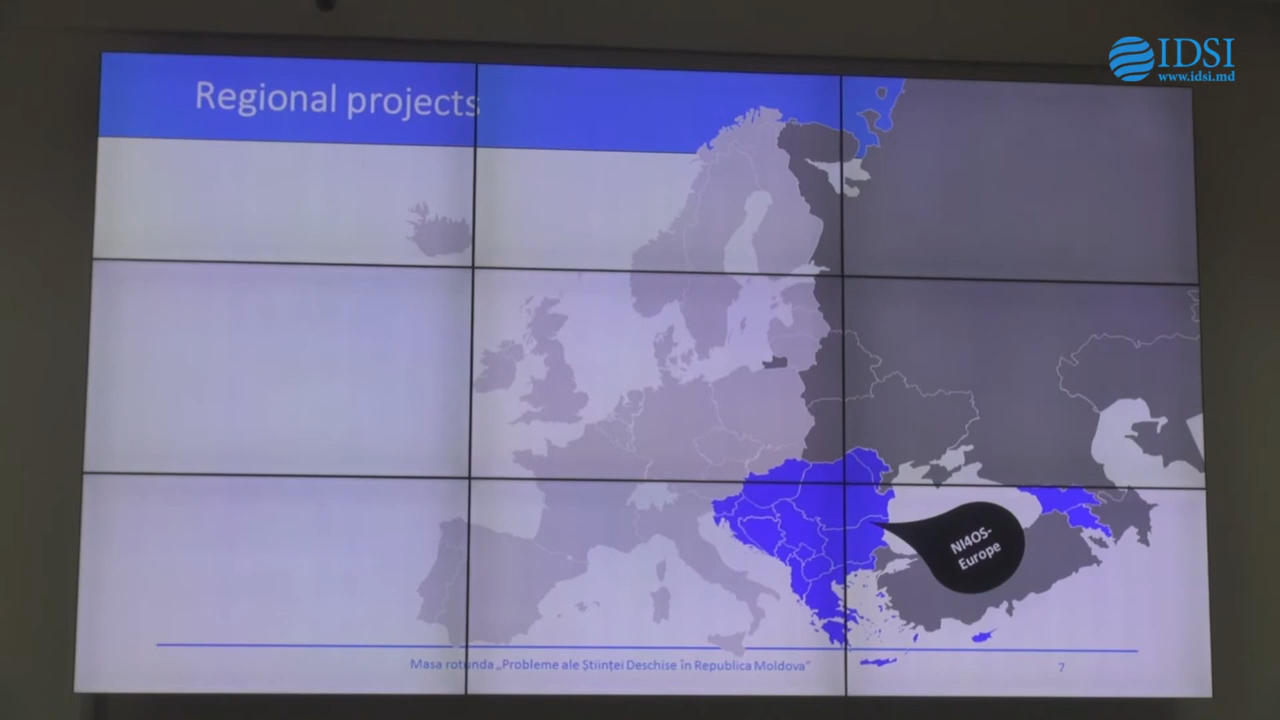 IDSI
www.idsi.md
Regional projects
NI4OS-
Europe
Masa rotunda „Probleme ale Științei Deschise în Republica Moldova”
7